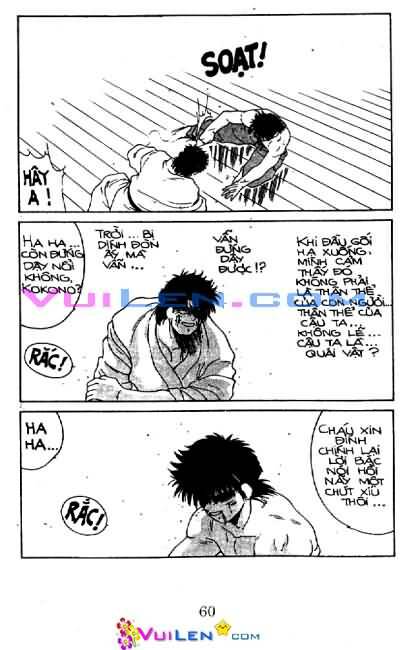 SOẠT!
HÂY
A!
HA HA...
CÒN ĐỨNG
DẬY NỔI
KHÔNG,
KOKONO?
TRỜI... BỊ
DÍNH ĐÒN
ẤY MÀ
VẪN...
VẪN
ĐỨNG
DẬY
ĐƯỢC!?
KHI ĐẦU GỐI
HẠ XUỐNG,
MÌNH CẢM
THẤY ĐÓ
KHÔNG PHẢI
LÀ THÂN THỂ
CỦA CON NGƯỜI...
THÂN THỂ CỦA
CẬU TA...
KHÔNG LẼ...
CẬU TA LÀ...
QUÁI VẬT?
RẮC!
VUILEN.COM
HA
HA...
CHÁU XIN
ĐÍNH
CHÍNH LẠI
LỜI BÁC
NÓI HỒI
NÃY MỘT
CHÚT XÍU
THÔI...
RẮC!
60
VUILEN.COM